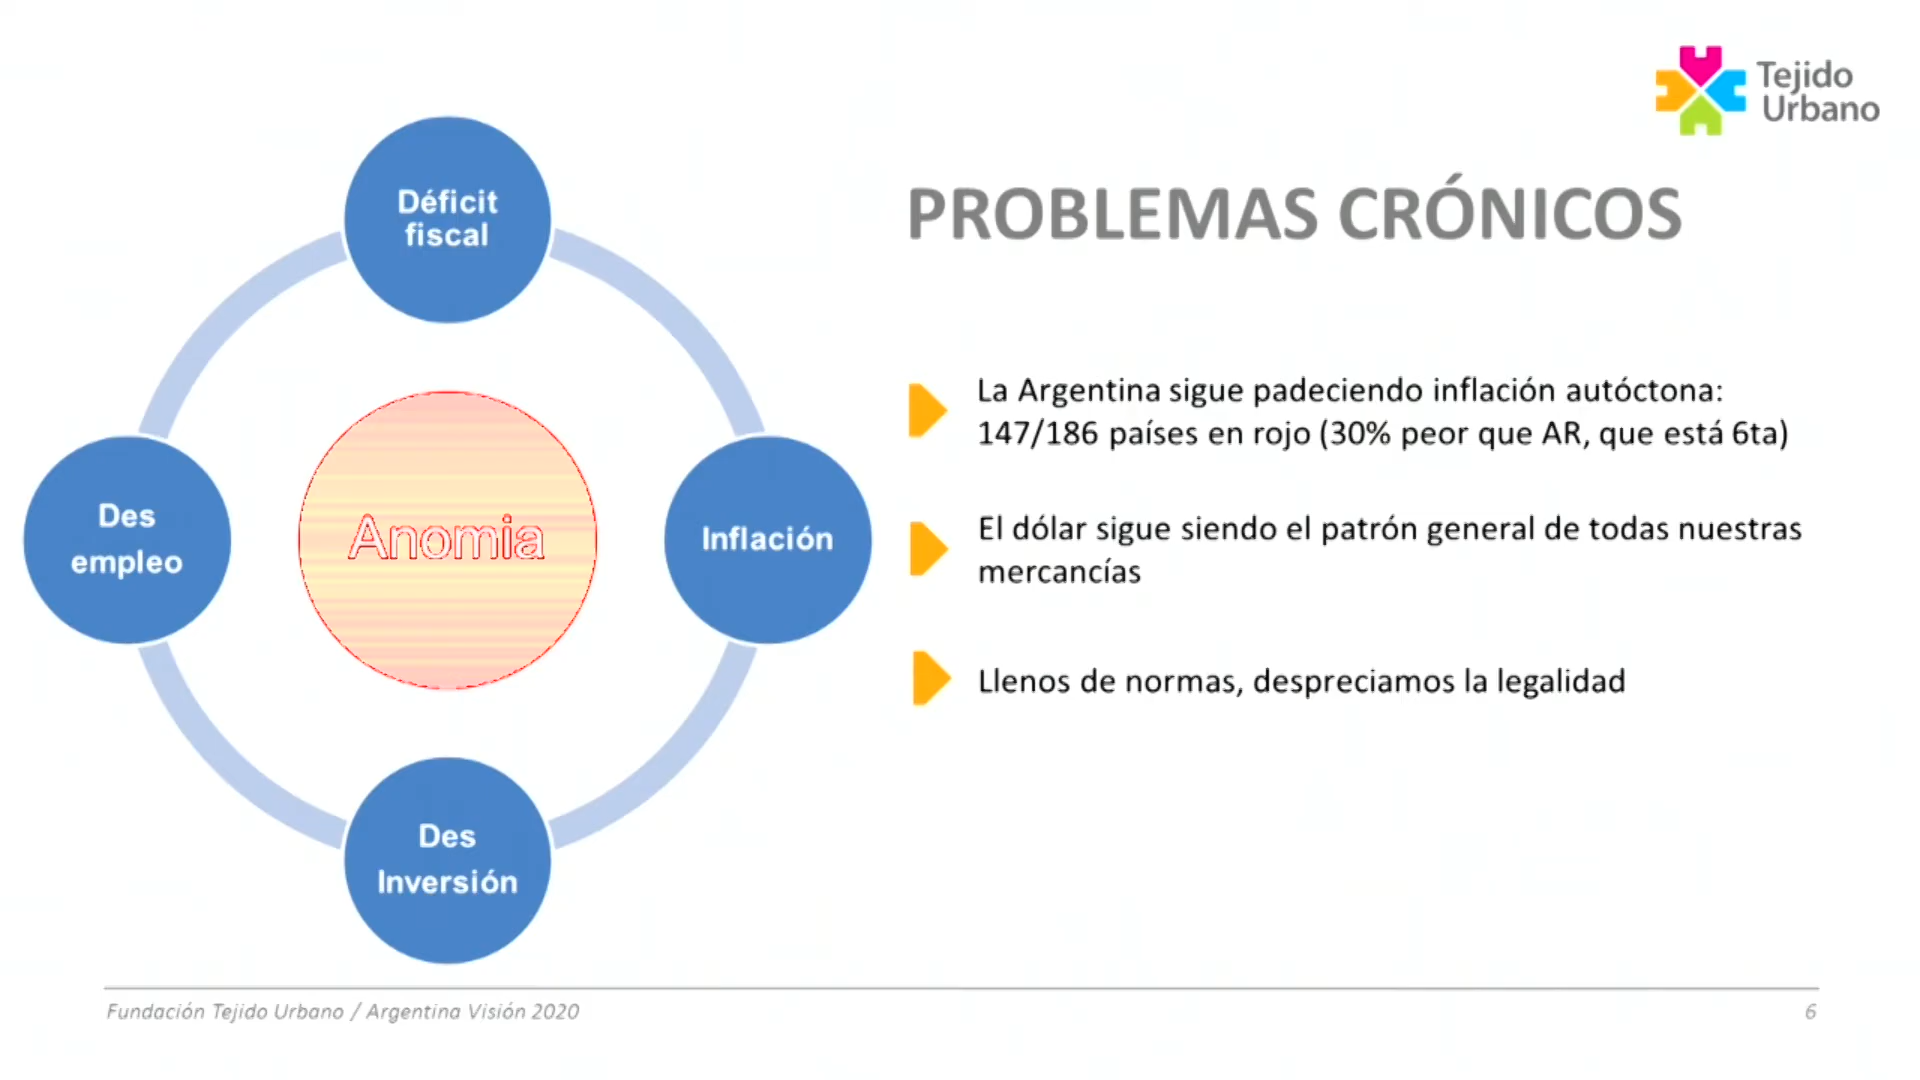 Tejido
Urbano
PROBLEMAS CRÓNICOS
Déficit
fiscal
Des
empleo
Anomia
Inflación
Des
Inversión
La Argentina sigue padeciendo inflación autóctona:
147/186 países en rojo (30% peor que AR, que está 6ta)
El dólar sigue siendo el patrón general de todas nuestras
mercancías
Llenos de normas, despreciamos la legalidad
Fundación Tejido Urbano / Argentina Visión 2020
6